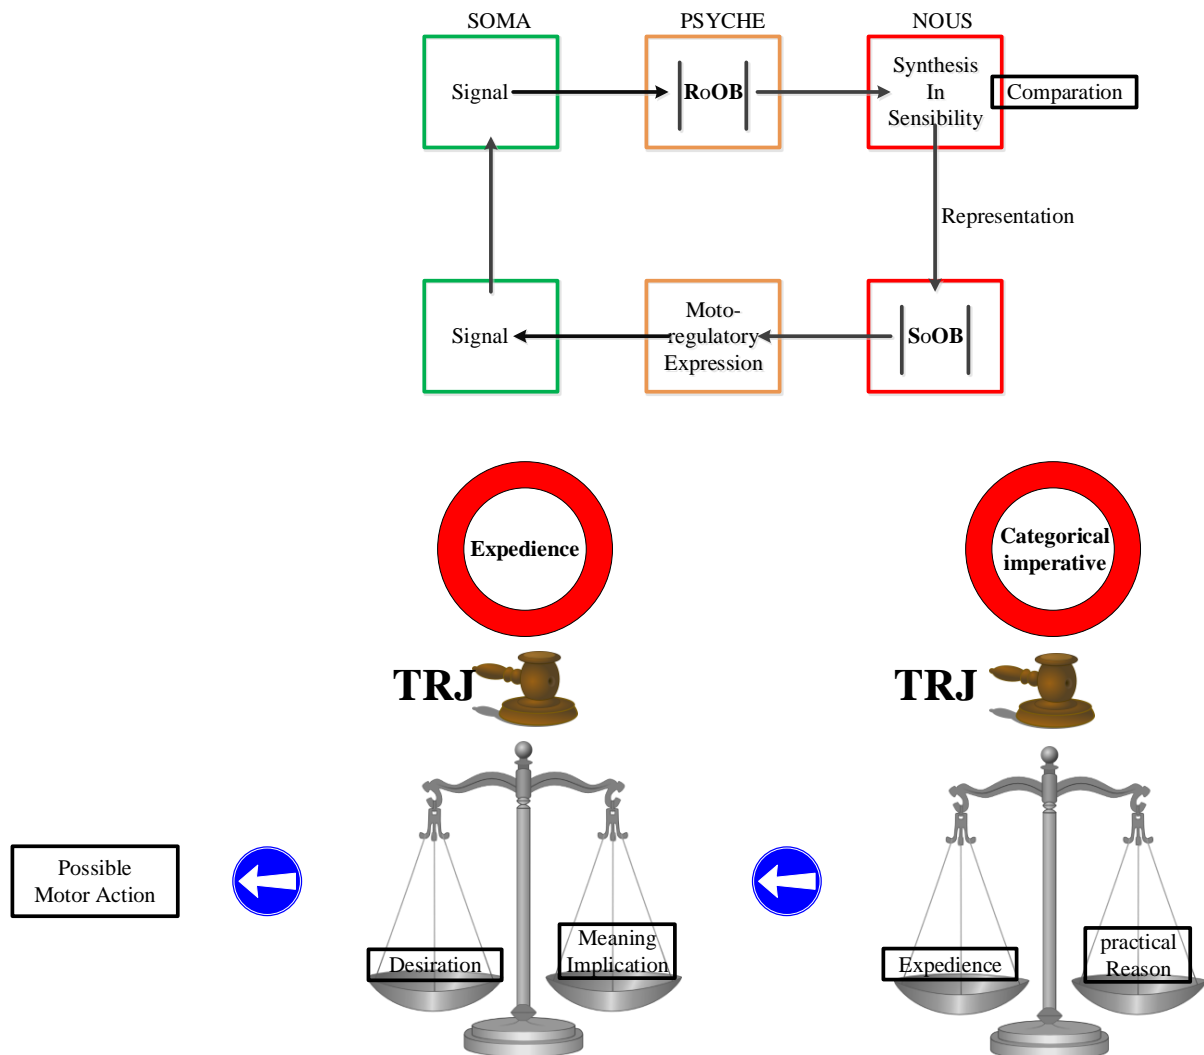 SOMA
PSYCHE
NOUS
Signal
RoOB
Synthesis
In
Sensibility
Comparation
Representation
Signal
Moto-
regulatory
Expression
SoOB
Expedience
Categorical
imperative
TRJ
TRJ
Possible
Motor Action
Desiration
Meaning
Implication
Expedience
practical
Reason